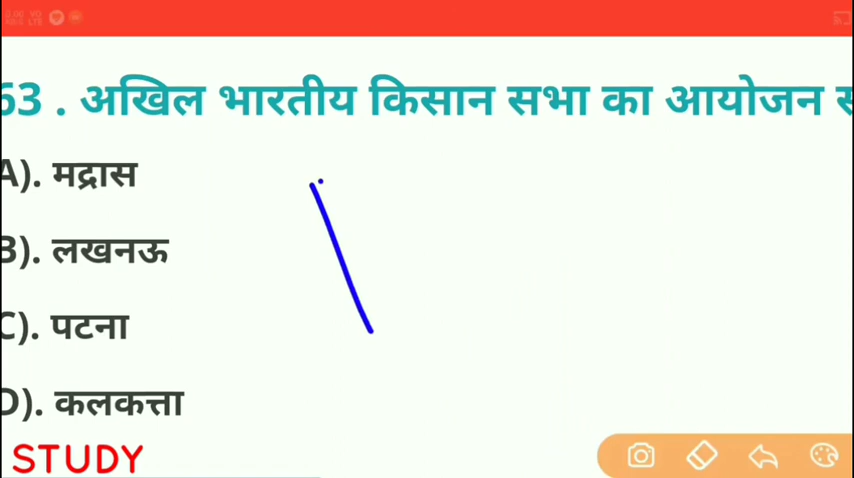 63 . अखिल भारतीय किसान सभा का आयोजन
A). मद्रास
B). लखनऊ
C). पटना
D). कलकत्ता
STUDY